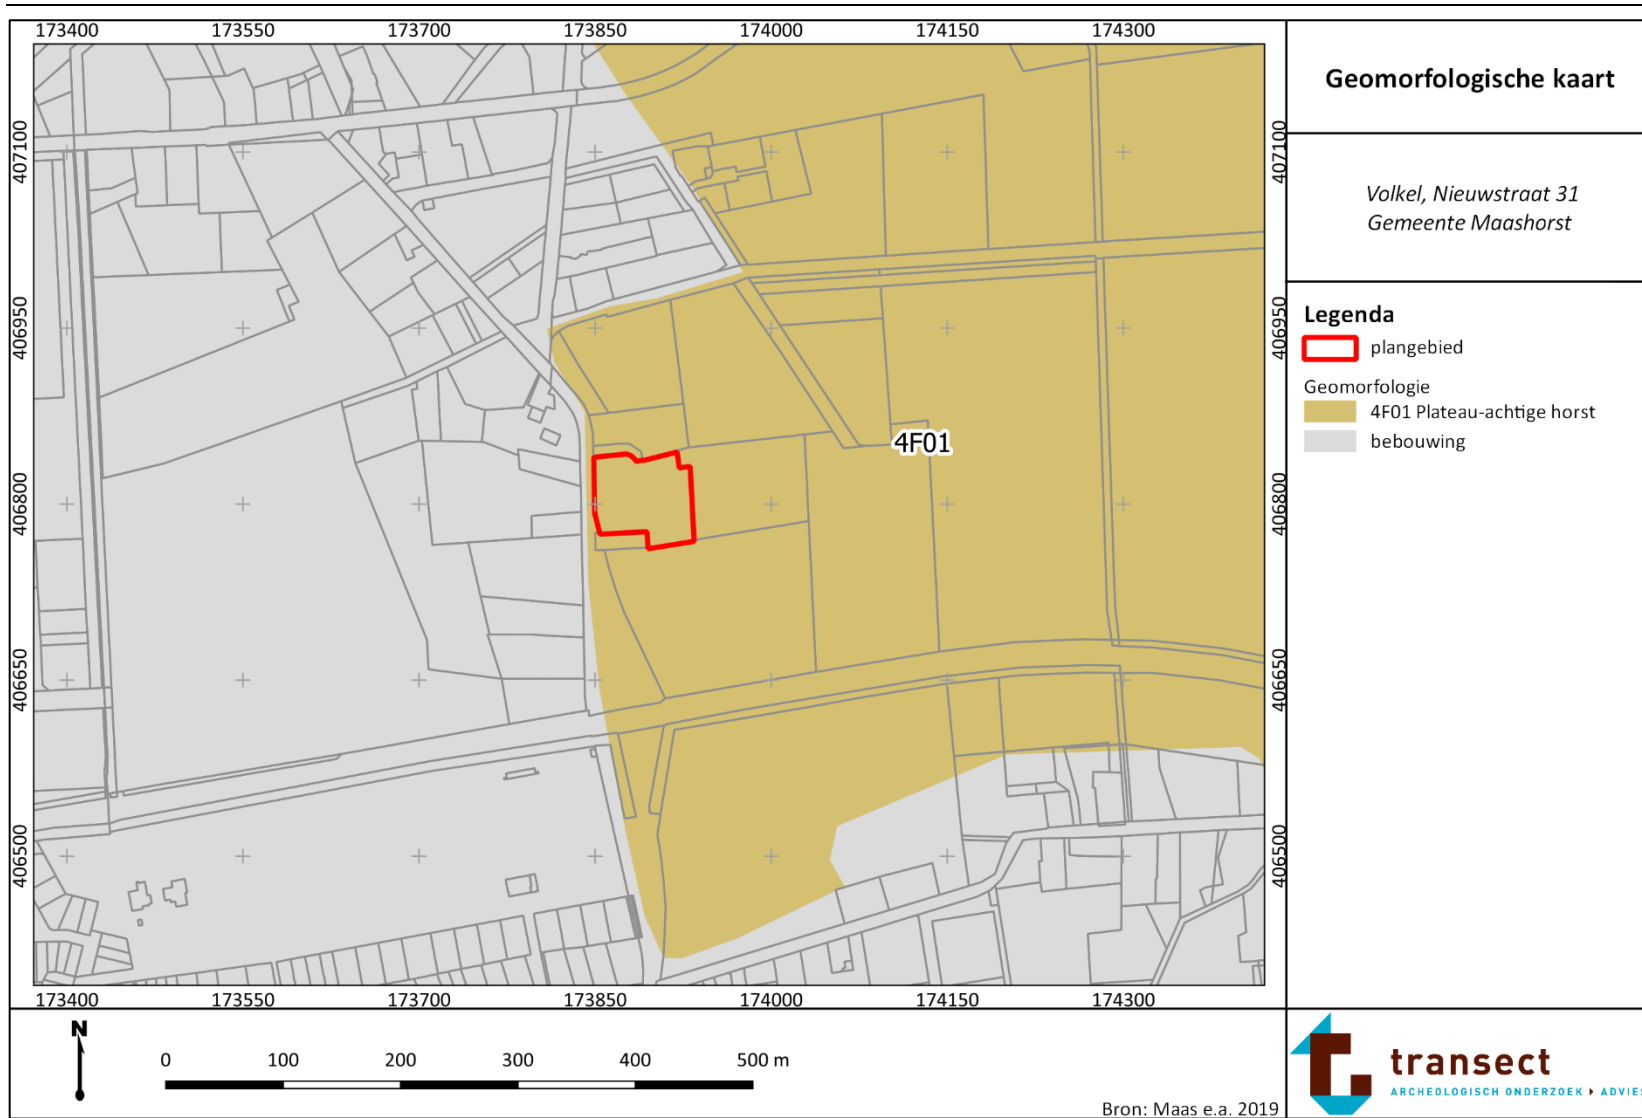 173400 173550 173700 173850 174000 174150 174300
407100
406950
406800
406650
406500
407100
406950
406800
406650
406500
4F01
173400 173550 173700 173850 174000 174150 174300
Geomorfologische kaart
Volkel, Nieuwstraat 31
Gemeente Maashorst
Legenda
plangebied
Geomorfologie
4F01 Plateau-achtige horst
bebouwing
N
0 100 200 300 400 500 m
Bron: Maas e.a. 2019
transect
ARCHEOLOGISCH ONDERZOEK ADVIES